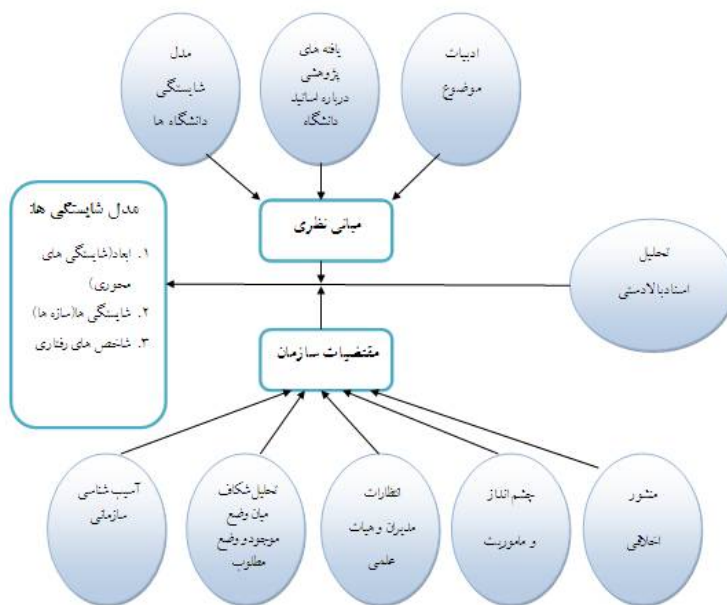 ادبیات
موضوع
یافته های
پژوهشی
درباره اساتید
دانشگاه
مدل
شایستگی
دانشگاه ها
مبانی نظری
مدل شایستگی ها:
۱. ابعاد(شایستگی های
محوری)
۲. شایستگی ها(سازه ها)
۳. شاخص های رفتاری
تحلیل
اسنادبالادستی
مقتضیات سازمان
منشور
اخلاقی
چشم انداز
و ماموریت
انتظارات
مدیران و هیات
علمی
تحلیل شکاف
میان وضع
موجود و وضع
مطلوب
آسیب شناسی
سازمانی